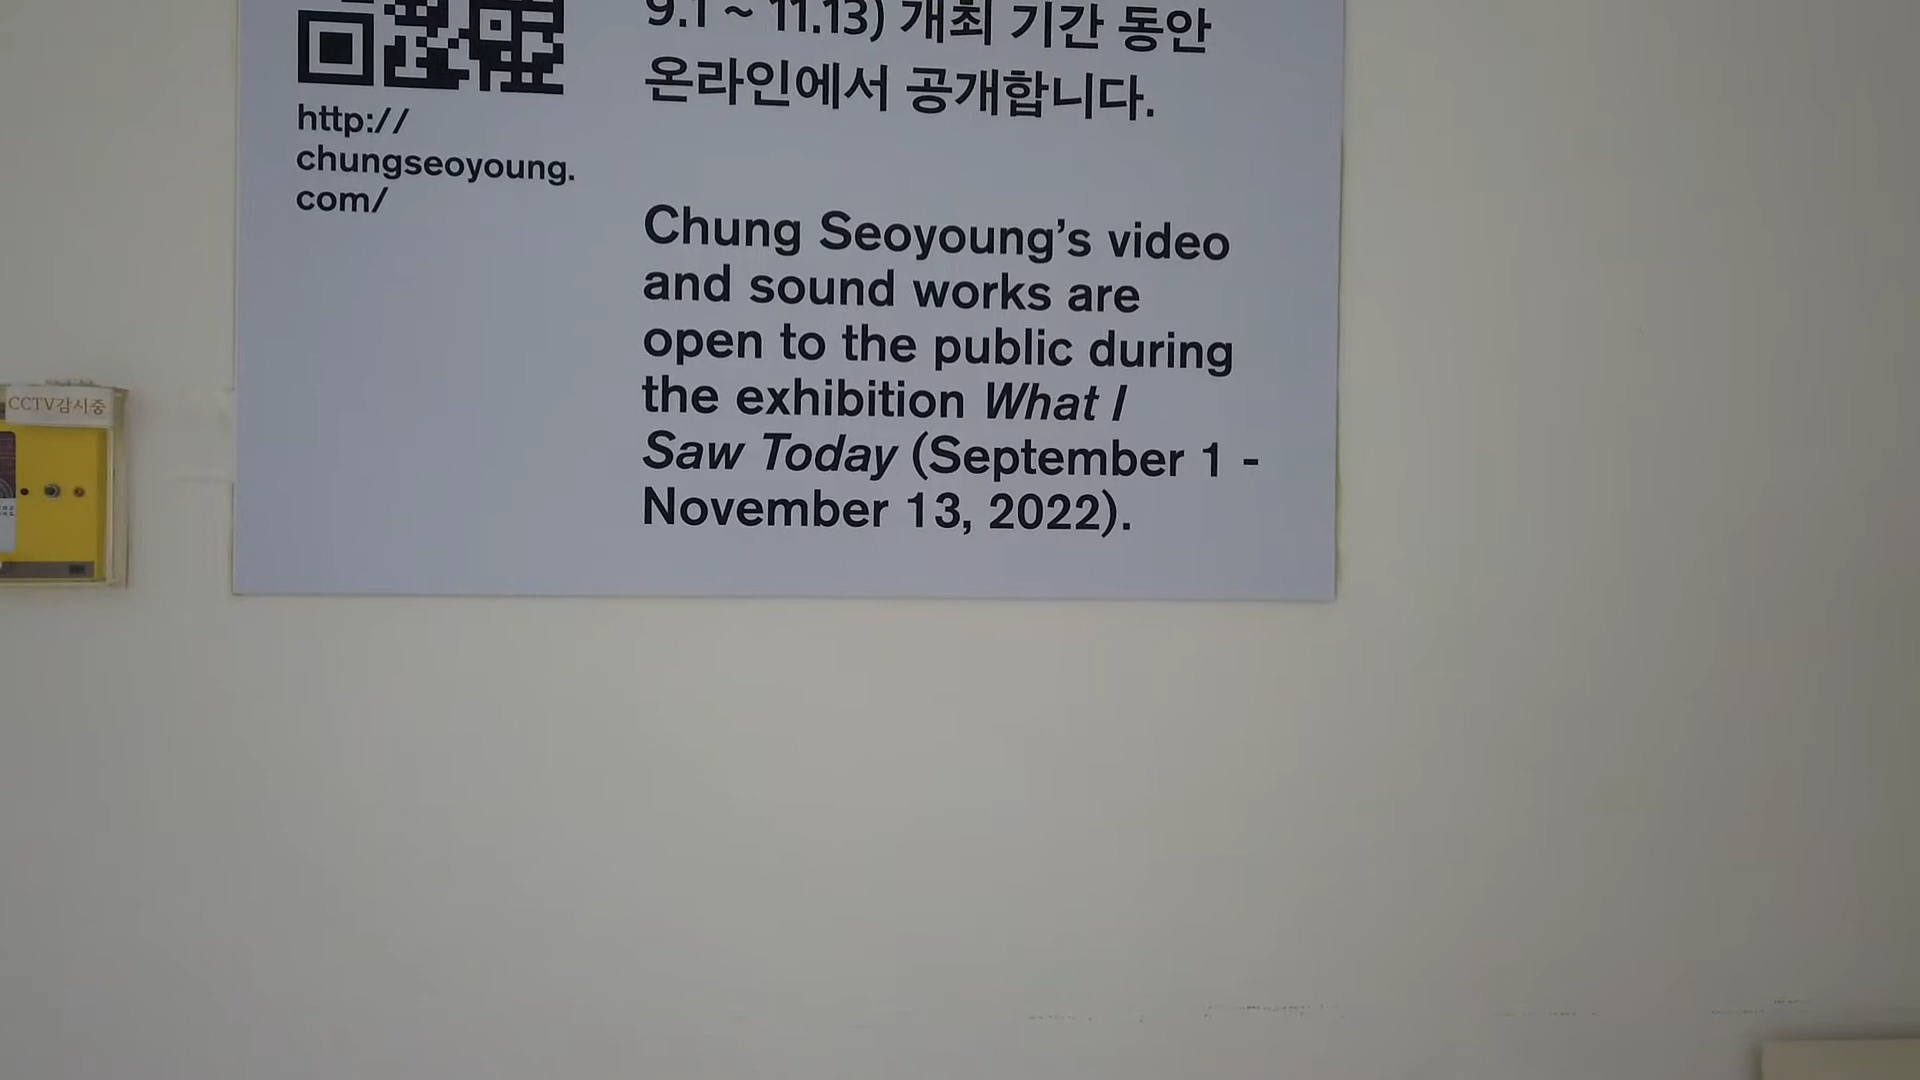 9.1 ~ 11.13) 개최 기간 동안
온라인에서 공개합니다.
http://
chungseoyoung.
com/
Chung Seoyoung’s video
and sound works are
open to the public during
the exhibition What I
Saw Today (September 1 -
November 13, 2022).
CCTV감시중